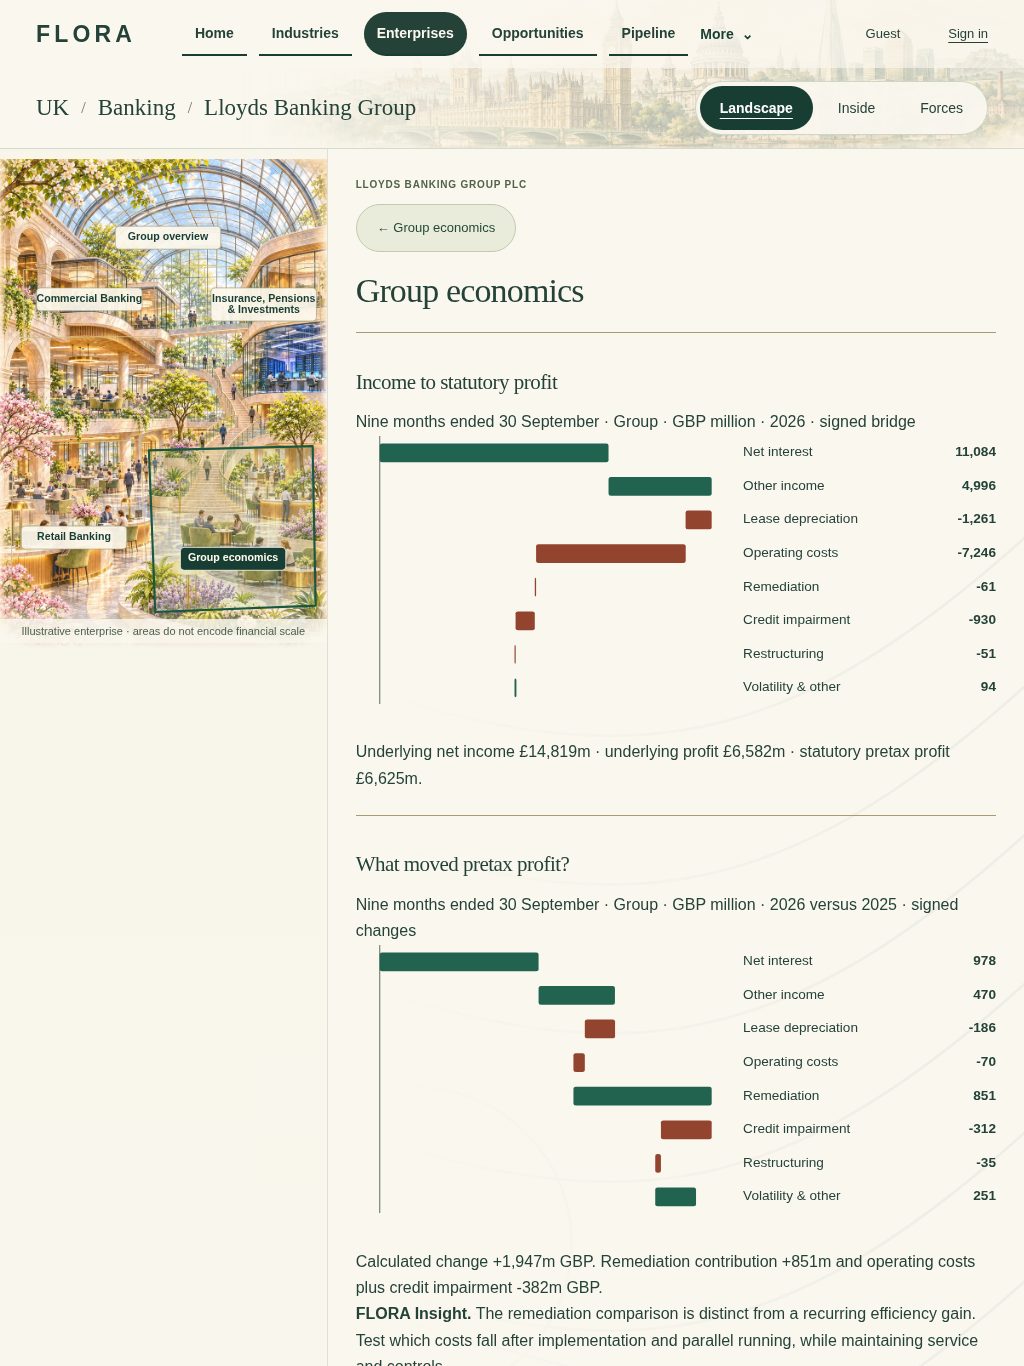 FLORA
Home
Industries
Enterprises
Opportunities
Pipeline
More
Guest
Sign in
UK / Banking / Lloyds Banking Group
Landscape
Inside
Forces
Group overview
Commercial Banking
Insurance, Pensions
& Investments
Retail Banking
Group economics
Illustrative enterprise · areas do not encode financial scale
LLOYDS BANKING GROUP PLC
← Group economics
Group economics
Income to statutory profit
Nine months ended 30 September · Group · GBP million · 2026 · signed bridge
Net interest 11,084
Other income 4,996
Lease depreciation -1,261
Operating costs -7,246
Remediation -61
Credit impairment -930
Restructuring -51
Volatility & other 94
Underlying net income £14,819m · underlying profit £6,582m · statutory pretax profit
£6,625m.
What moved pretax profit?
Nine months ended 30 September · Group · GBP million · 2026 versus 2025 · signed
changes
Net interest 978
Other income 470
Lease depreciation -186
Operating costs -70
Remediation 851
Credit impairment -312
Restructuring -35
Volatility & other 251
Calculated change +1,947m GBP. Remediation contribution +851m and operating costs
plus credit impairment -382m GBP.
FLORA Insight. The remediation comparison is distinct from a recurring efficiency gain.
Test which costs fall after implementation and parallel running, while maintaining service
and controls.